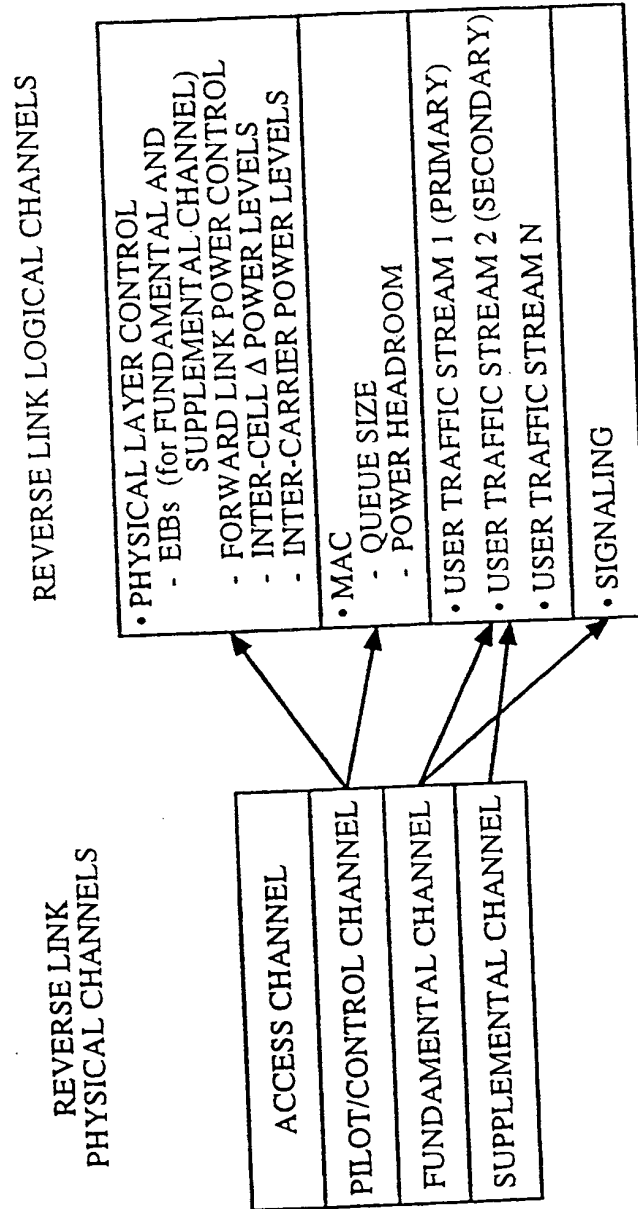 REVERSE LINK
PHYSICAL CHANNELS
ACCESS CHANNEL
PILOT/CONTROL CHANNEL
FUNDAMENTAL CHANNEL
SUPPLEMENTAL CHANNEL
REVERSE LINK LOGICAL CHANNELS
• PHYSICAL LAYER CONTROL
- EIBs (for FUNDAMENTAL AND
SUPPLEMENTAL CHANNEL)
- FORWARD LINK POWER CONTROL
- INTER-CELL Δ POWER LEVELS
- INTER-CARRIER POWER LEVELS
• MAC
- QUEUE SIZE
- POWER HEADROOM
• USER TRAFFIC STREAM 1 (PRIMARY)
• USER TRAFFIC STREAM 2 (SECONDARY)
• USER TRAFFIC STREAM N
• SIGNALING